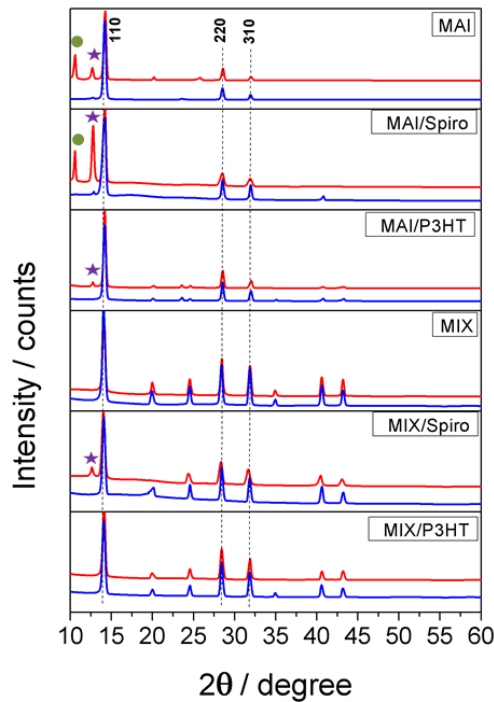 110
220
310
MAI
MAI/Spiro
MAI/P3HT
MIX
MIX/Spiro
MIX/P3HT
Intensity / counts
10 15 20 25 30 35 40 45 50 55 60
2θ / degree